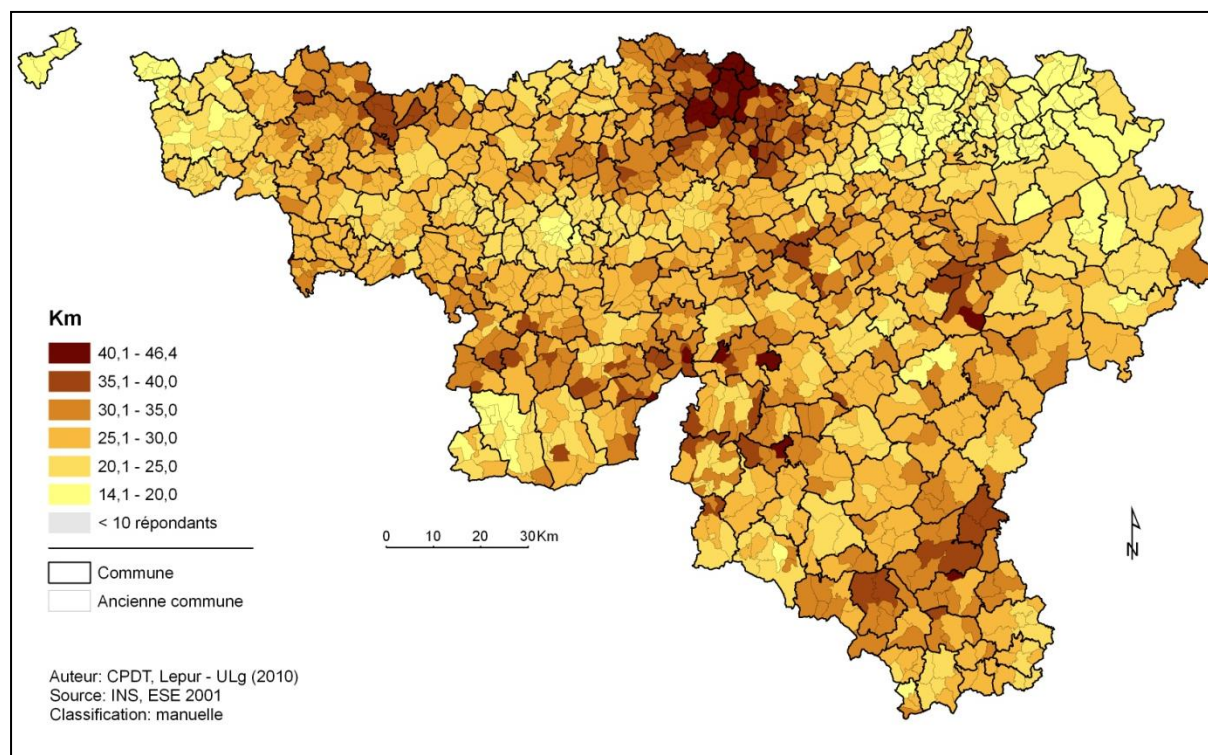 Km
40,1 - 46,4
35,1 - 40,0
30,1 - 35,0
25,1 - 30,0
20,1 - 25,0
14,1 - 20,0
< 10 répondants
0 10 20 30 Km
Commune
Ancienne commune
N
Auteur: CPDT, Lepur - ULg (2010)
Source: INS, ESE 2001
Classification: manuelle